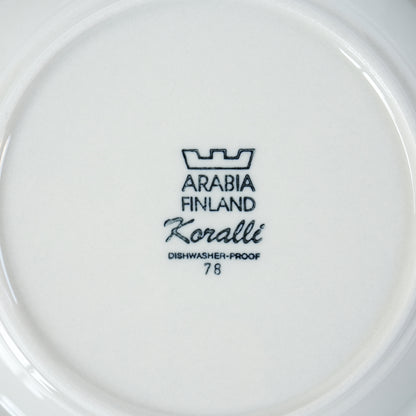 ARABIA
FINLAND
Koralli
DISHWASHER-PROOF
78